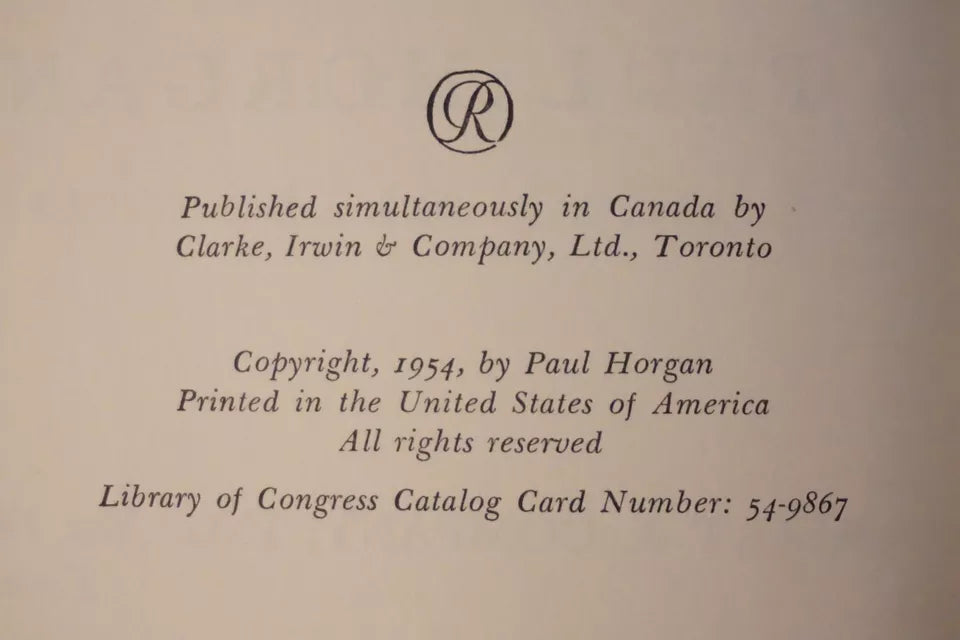 R
Published simultaneously in Canada by
Clarke, Irwin & Company, Ltd., Toronto
Copyright, 1954, by Paul Horgan
Printed in the United States of America
All rights reserved
Library of Congress Catalog Card Number: 54-9867